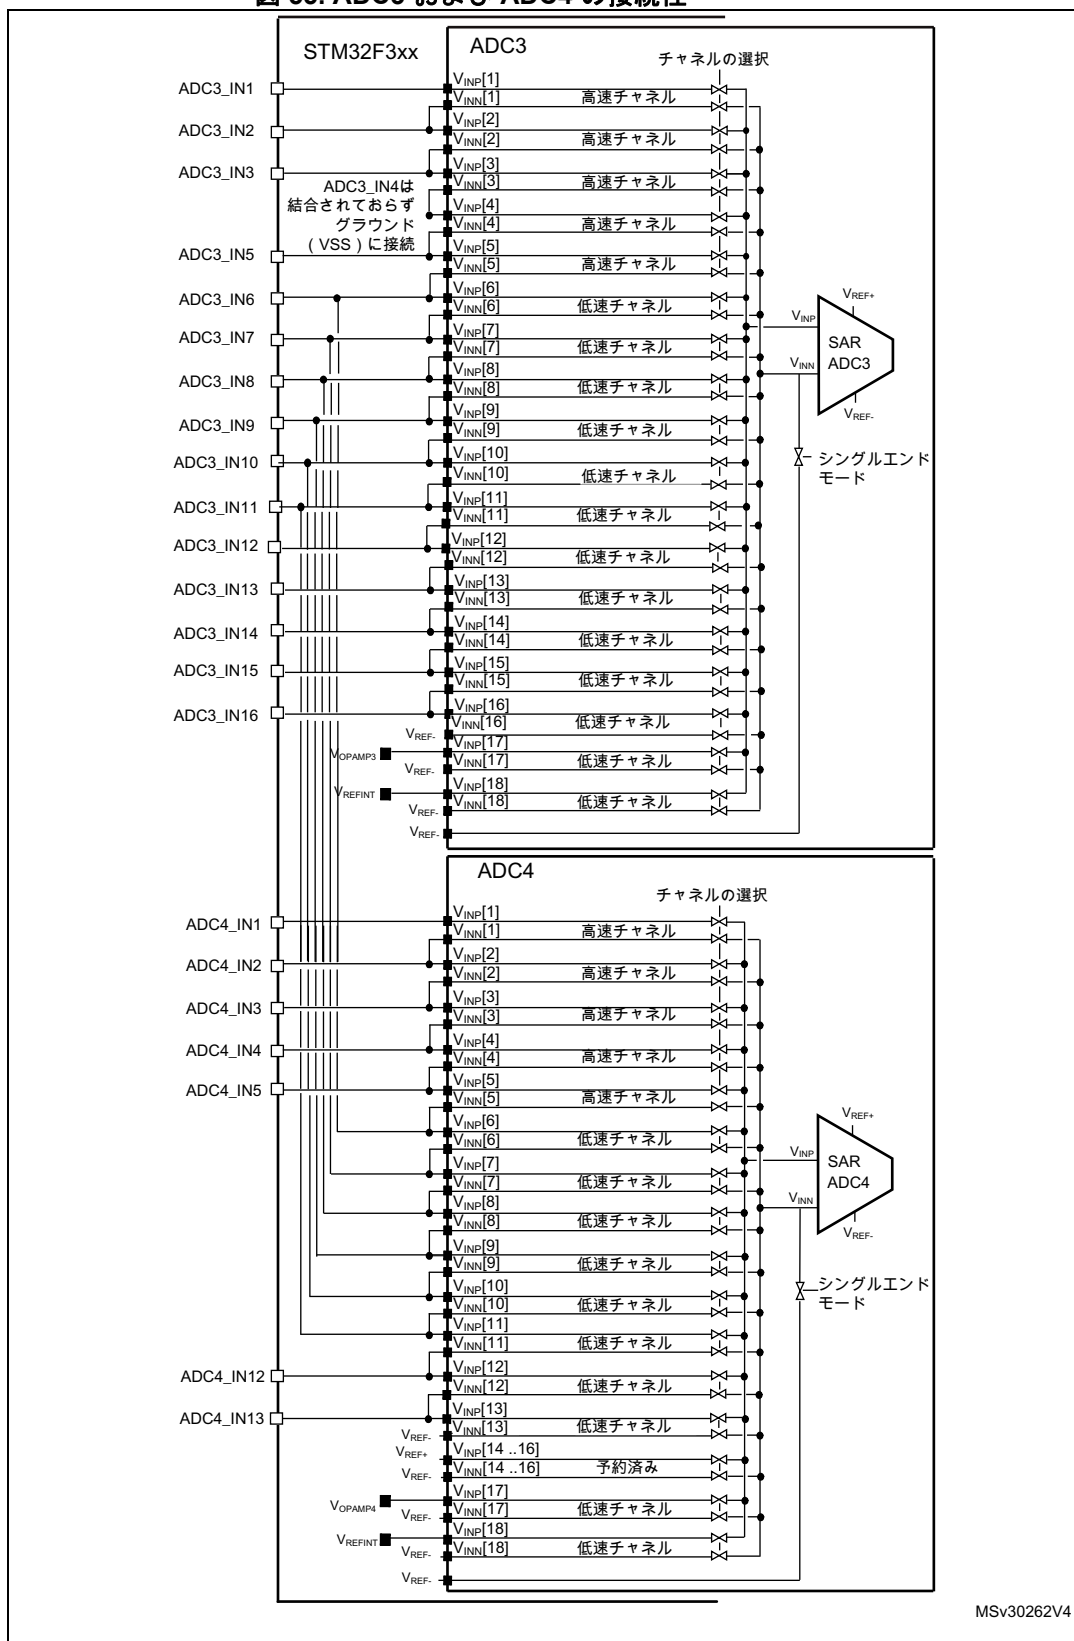 STM32F3xx
ADC3
チャネルの選択
ADC3_IN1
VINP[1]
VINN[1]
高速チャネル
ADC3_IN2
VINP[2]
VINN[2]
高速チャネル
ADC3_IN3
VINP[3]
VINN[3]
高速チャネル
ADC3_IN4は
結合されておらず
グラウンド
(VSS)に接続
VINP[4]
VINN[4]
高速チャネル
ADC3_IN5
VINP[5]
VINN[5]
高速チャネル
ADC3_IN6
VINP[6]
VINN[6]
低速チャネル
ADC3_IN7
VINP[7]
VINN[7]
低速チャネル
ADC3_IN8
VINP[8]
VINN[8]
低速チャネル
ADC3_IN9
VINP[9]
VINN[9]
低速チャネル
ADC3_IN10
VINP[10]
VINN[10]
低速チャネル
ADC3_IN11
VINP[11]
VINN[11]
低速チャネル
ADC3_IN12
VINP[12]
VINN[12]
低速チャネル
ADC3_IN13
VINP[13]
VINN[13]
低速チャネル
ADC3_IN14
VINP[14]
VINN[14]
低速チャネル
ADC3_IN15
VINP[15]
VINN[15]
低速チャネル
ADC3_IN16
VINP[16]
VINN[16]
低速チャネル
VREF-
VOPAMP3
VINP[17]
VINN[17]
低速チャネル
VREF-
VREFINT
VINP[18]
VINN[18]
低速チャネル
VREF-
VREF-
VREF+
VINP
SAR
ADC3
VINN
VREF-
シングルエンド
モード
ADC4
チャネルの選択
ADC4_IN1
VINP[1]
VINN[1]
高速チャネル
ADC4_IN2
VINP[2]
VINN[2]
高速チャネル
ADC4_IN3
VINP[3]
VINN[3]
高速チャネル
ADC4_IN4
VINP[4]
VINN[4]
高速チャネル
ADC4_IN5
VINP[5]
VINN[5]
高速チャネル
VINP[6]
VINN[6]
低速チャネル
VINP[7]
VINN[7]
低速チャネル
VINP[8]
VINN[8]
低速チャネル
VINP[9]
VINN[9]
低速チャネル
VINP[10]
VINN[10]
低速チャネル
VINP[11]
VINN[11]
低速チャネル
ADC4_IN12
VINP[12]
VINN[12]
低速チャネル
ADC4_IN13
VINP[13]
VINN[13]
低速チャネル
VREF-
VREF+
VINP[14 ..16]
VINN[14 ..16]
予約済み
VREF-
VOPAMP4
VINP[17]
VINN[17]
低速チャネル
VREF-
VREFINT
VINP[18]
VINN[18]
低速チャネル
VREF-
VREF-
VREF+
VINP
SAR
ADC4
VINN
VREF-
シングルエンド
モード
MSv30262V4